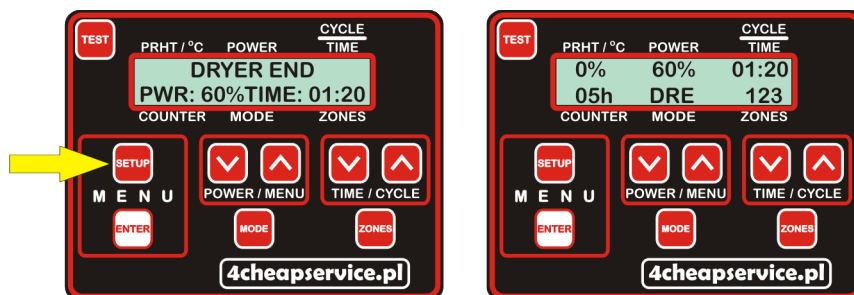 TEST
CYCLE
PRHT / °C POWER TIME
DRYER END
PWR: 60%TIME: 01:20
COUNTER MODE ZONES
SETUP
MENU
ENTER
POWER / MENU
TIME / CYCLE
MODE
ZONES
4cheapservice.pl
TEST
CYCLE
PRHT / °C POWER TIME
0% 60% 01:20
05h DRE 123
COUNTER MODE ZONES
SETUP
MENU
ENTER
POWER / MENU
TIME / CYCLE
MODE
ZONES
4cheapservice.pl